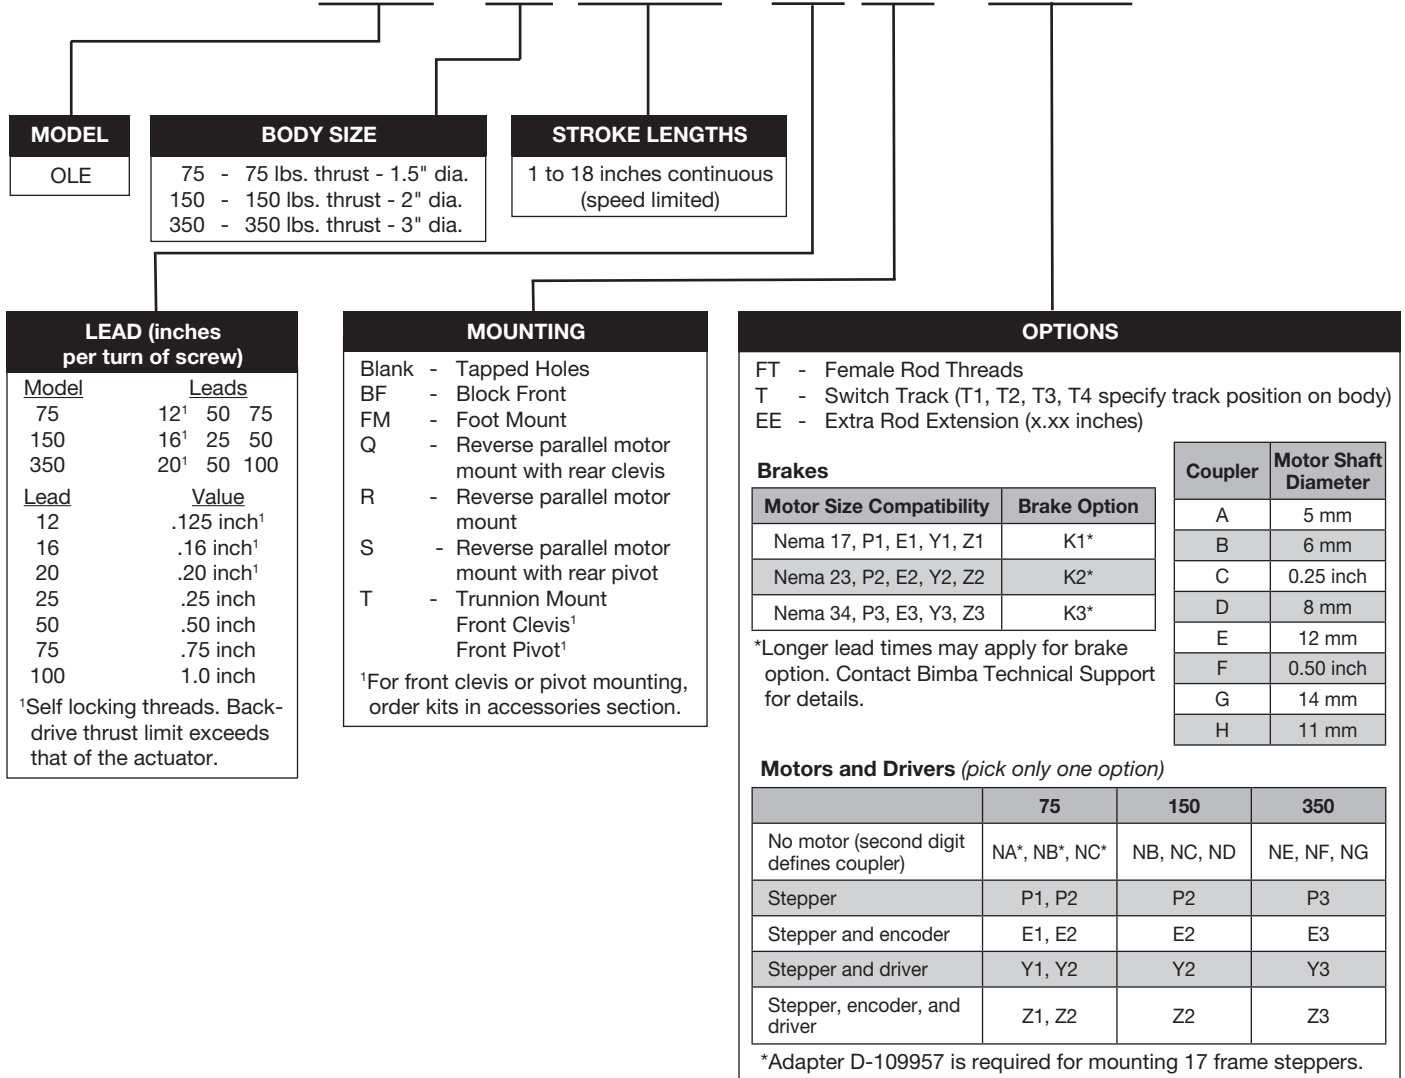 MODEL
OLE
BODY SIZE
75 - 75 lbs. thrust - 1.5" dia.
150 - 150 lbs. thrust - 2" dia.
350 - 350 lbs. thrust - 3" dia.
STROKE LENGTHS
1 to 18 inches continuous
(speed limited)
LEAD (inches
per turn of screw)
Model Leads
75 12¹ 50 75
150 16¹ 25 50
350 20¹ 50 100
Lead Value
12 .125 inch¹
16 .16 inch¹
20 .20 inch¹
25 .25 inch
50 .50 inch
75 .75 inch
100 1.0 inch
¹Self locking threads. Back-
drive thrust limit exceeds
that of the actuator.
MOUNTING
Blank - Tapped Holes
BF - Block Front
FM - Foot Mount
Q - Reverse parallel motor
mount with rear clevis
R - Reverse parallel motor
mount
S - Reverse parallel motor
mount with rear pivot
T - Trunnion Mount
Front Clevis¹
Front Pivot¹
¹For front clevis or pivot mounting,
order kits in accessories section.
OPTIONS
FT - Female Rod Threads
T - Switch Track (T1, T2, T3, T4 specify track position on body)
EE - Extra Rod Extension (x.xx inches)
Brakes
Motor Size Compatibility Brake Option
Nema 17, P1, E1, Y1, Z1 K1*
Nema 23, P2, E2, Y2, Z2 K2*
Nema 34, P3, E3, Y3, Z3 K3*
*Longer lead times may apply for brake
option. Contact Bimba Technical Support
for details.
Coupler Motor Shaft
Diameter
A 5 mm
B 6 mm
C 0.25 inch
D 8 mm
E 12 mm
F 0.50 inch
G 14 mm
H 11 mm
Motors and Drivers (pick only one option)
75 150 350
No motor (second digit
defines coupler) NA*, NB*, NC* NB, NC, ND NE, NF, NG
Stepper P1, P2 P2 P3
Stepper and encoder E1, E2 E2 E3
Stepper and driver Y1, Y2 Y2 Y3
Stepper, encoder, and
driver Z1, Z2 Z2 Z3
*Adapter D-109957 is required for mounting 17 frame steppers.